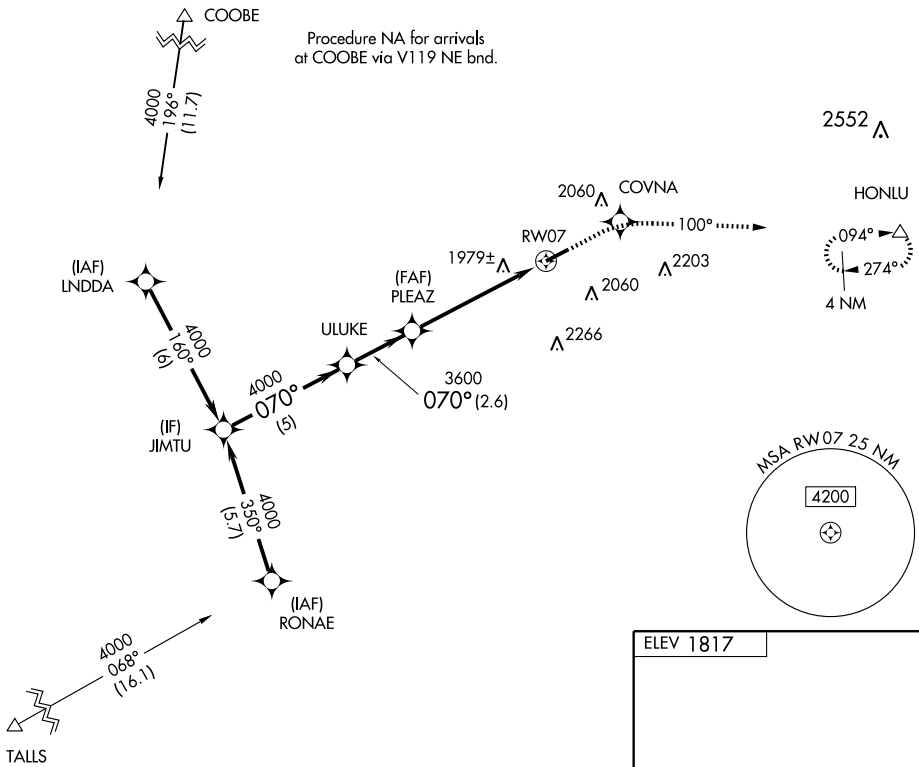 COOBE
Procedure NA for arrivals
at COOBE via V119 NE bnd.
4000
196°
(11.7)
2552
HONLU
094°
274°
4 NM
2060
COVNA
100°
RW07
1979±
2203
2060
2266
(FAF)
PLEAZ
ULUKE
(IAF)
LNDDA
4000
160°
(6)
4000
070°
(5)
3600
070° (2.6)
(IF)
JIMTU
4000
350°
(5.7)
MSA RW07 25 NM
4200
(IAF)
RONAE
4000
068°
(16.1)
TALLS
ELEV 1817